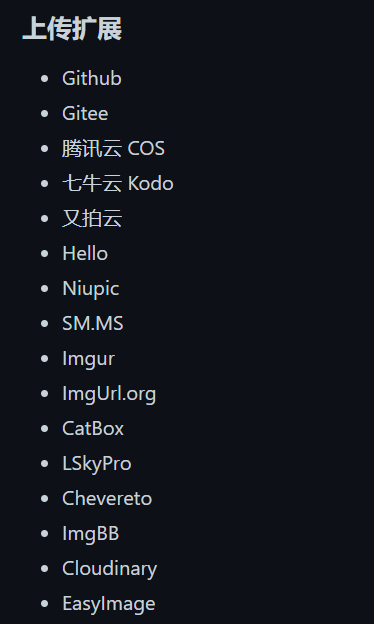 上传扩展
Github
Gitee
腾讯云 COS
七牛云 Kodo
又拍云
Hello
Niupic
SM.MS
Imgur
ImgUrl.org
CatBox
LSkyPro
Chevereto
ImgBB
Cloudinary
EasyImage